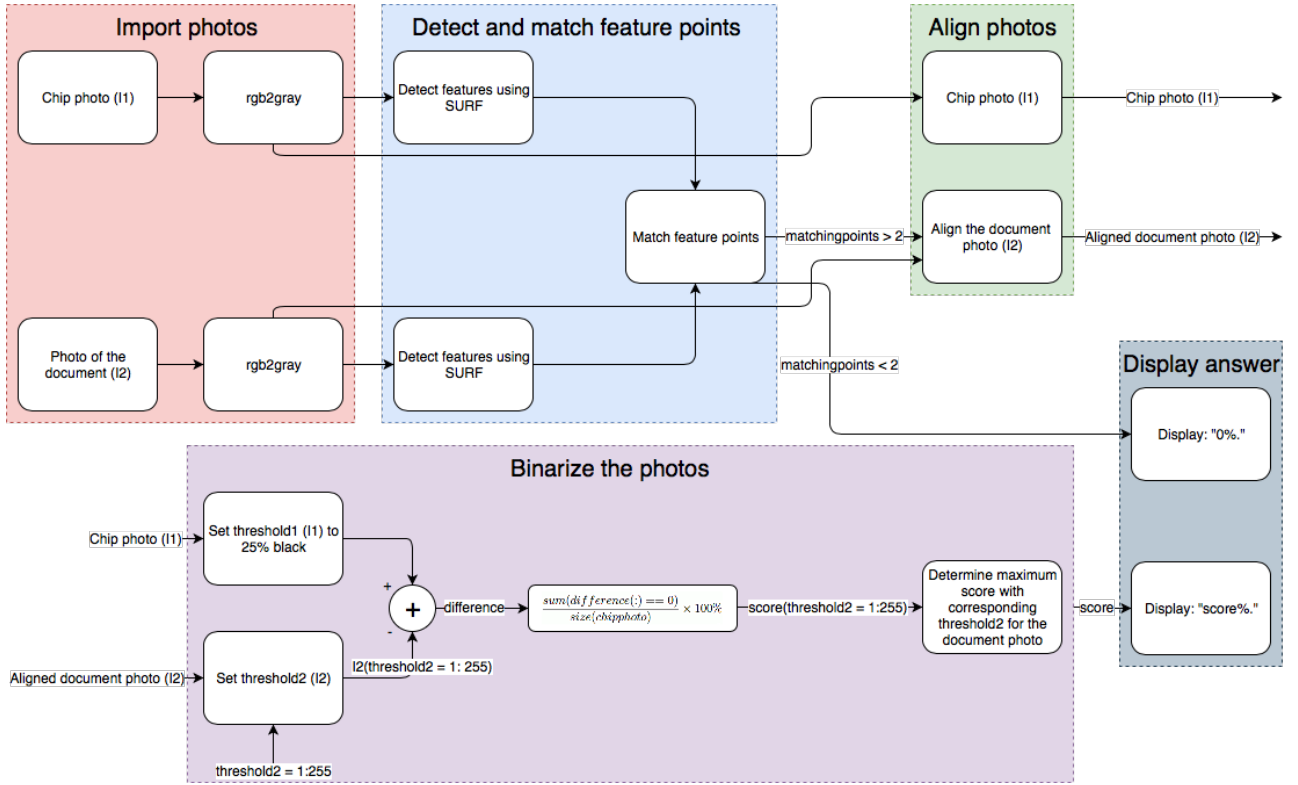 Import photos
Chip photo (I1)
rgb2gray
Photo of the
document (I2)
rgb2gray
Detect and match feature points
Detect features using
SURF
Match feature points
Detect features using
SURF
matchingpoints > 2
matchingpoints < 2
Align photos
Chip photo (I1)
Align the document
photo (I2)
Chip photo (I1)
Aligned document photo (I2)
Display answer
Display: "0%."
Display: "score%."
Binarize the photos
Chip photo (I1)
Set threshold1 (I1) to
25% black
Aligned document photo (I2)
Set threshold2 (I2)
threshold2 = 1:255
I2(threshold2 = 1: 255)
+
+
-
difference
sum(difference(:) == 0)
size(chipphoto)
× 100%
score(threshold2 = 1:255)
Determine maximum
score with
corresponding
threshold2 for the
document photo
score